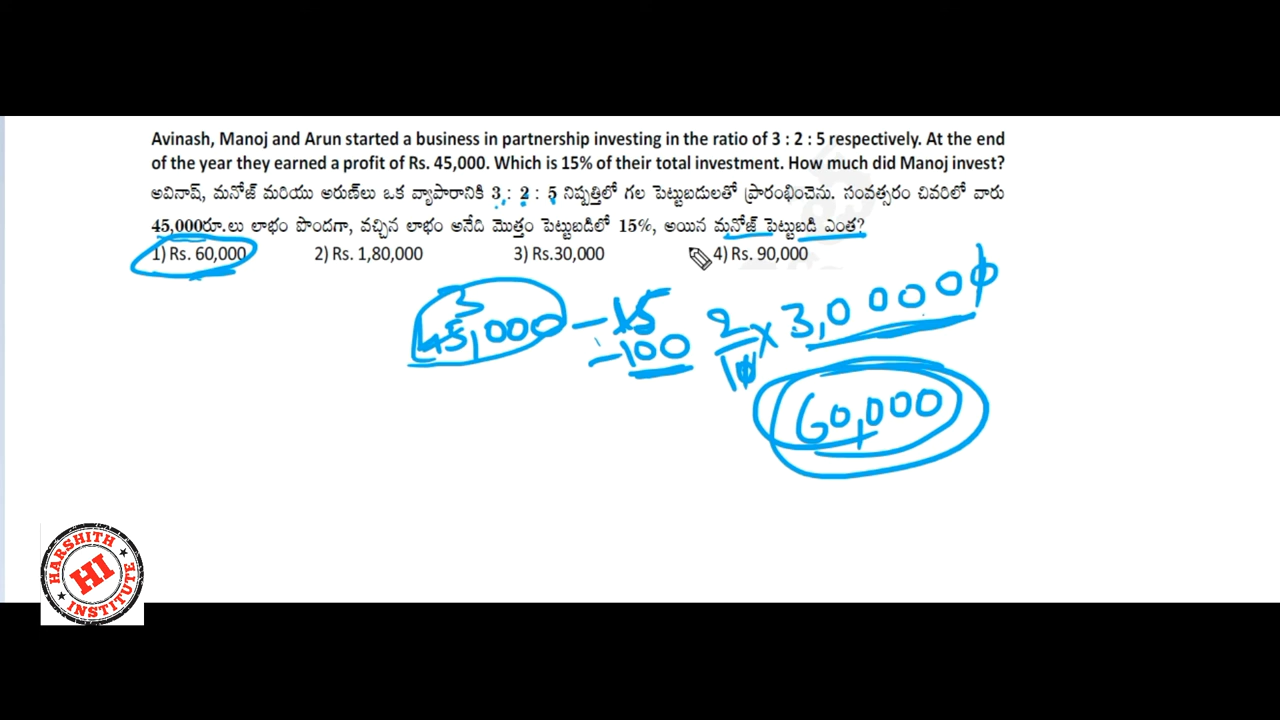 Avinash, Manoj and Arun started a business in partnership investing in the ratio of 3 : 2 : 5 respectively. At the end
of the year they earned a profit of Rs. 45,000. Which is 15% of their total investment. How much did Manoj invest?
అవినాష్, మనోజ్ మరియు అరుణ్‌లు ఒక వ్యాపారానికి 3 : 2 : 5 నిష్పత్తిలో గల పెట్టుబడులతో ప్రారంభించెను. సంవత్సరం చివరిలో వారు
45,000రూ.లు లాభం పొందగా, వచ్చిన లాభం అనేది మొత్తం పెట్టుబడిలో 15%, అయిన మనోజ్ పెట్టుబడి ఎంత?
1) Rs. 60,000 2) Rs. 1,80,000 3) Rs.30,000 4) Rs. 90,000
3
45,000 – 15
– 100
2/10 x 3,00000
60,000
HARSHITH
HI
INSTITUTE